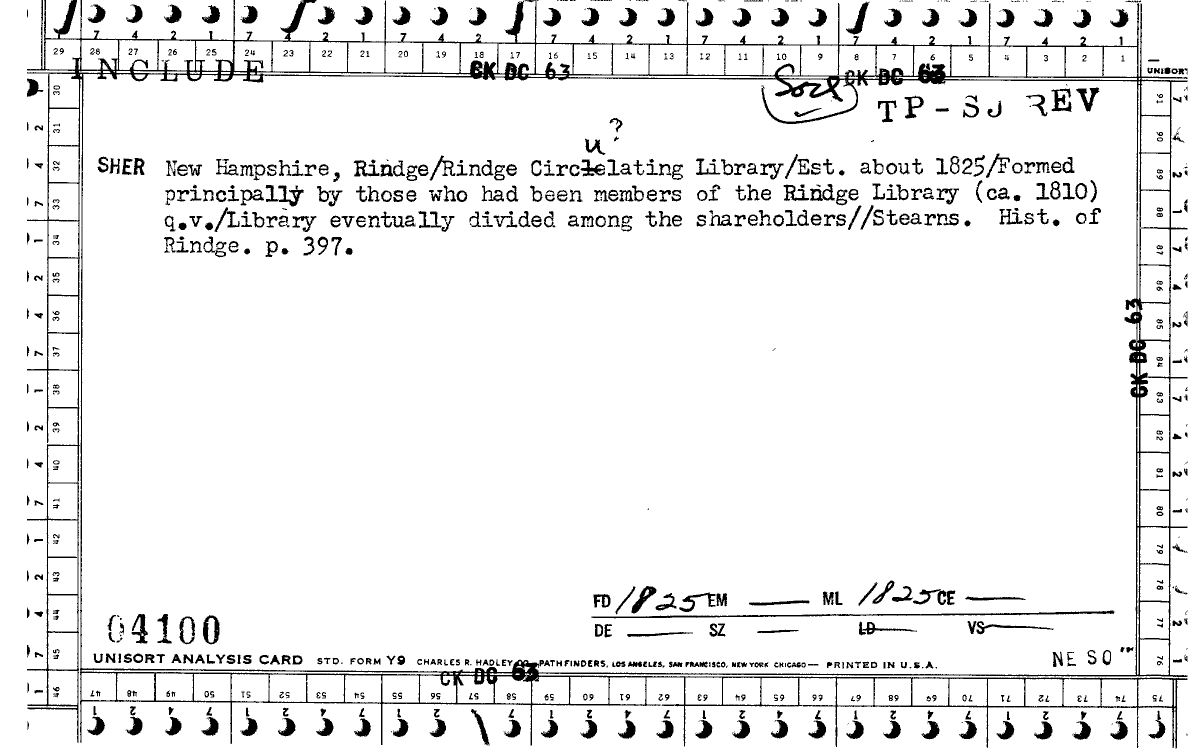 7 4 2 1 7 4 2 1 7 4 2 1 7 4 2 1 7 4 2 1 7 4 2 1
29 28 27 26 25 24 23 22 21 20 19 18 17 16 15 14 13 12 11 10 9 8 7 6 5 4 3 2 1
INCLUDE CK DC 63 CK DC 63 UNISORT
Socl TP-SJ REV
u?
SHER New Hampshire, Rindge/Rindge Circlelating Library/Est. about 1825/Formed
principally by those who had been members of the Rindge Library (ca. 1810)
q.v./Library eventually divided among the shareholders//Stearns. Hist. of
Rindge. p. 397.
30 31 32 33 34 35 36 37 38 39 40 41 42 43 44 45 46
91 90 89 88 87 86 85 84 83 82 81 80 79 78 77 76
CK DC 63
FD 1825 EM — ML 1825 CE —
DE — SZ — LD VS
04100
UNISORT ANALYSIS CARD STD. FORM Y9 CHARLES R. HADLEY CO. PATHFINDERS, LOS ANGELES, SAN FRANCISCO, NEW YORK CHICAGO — PRINTED IN U.S.A.
NE SO
CK DC 63
47 48 49 50 51 52 53 54 55 56 57 58 59 60 61 62 63 64 65 66 67 68 69 70 71 72 73 74 75